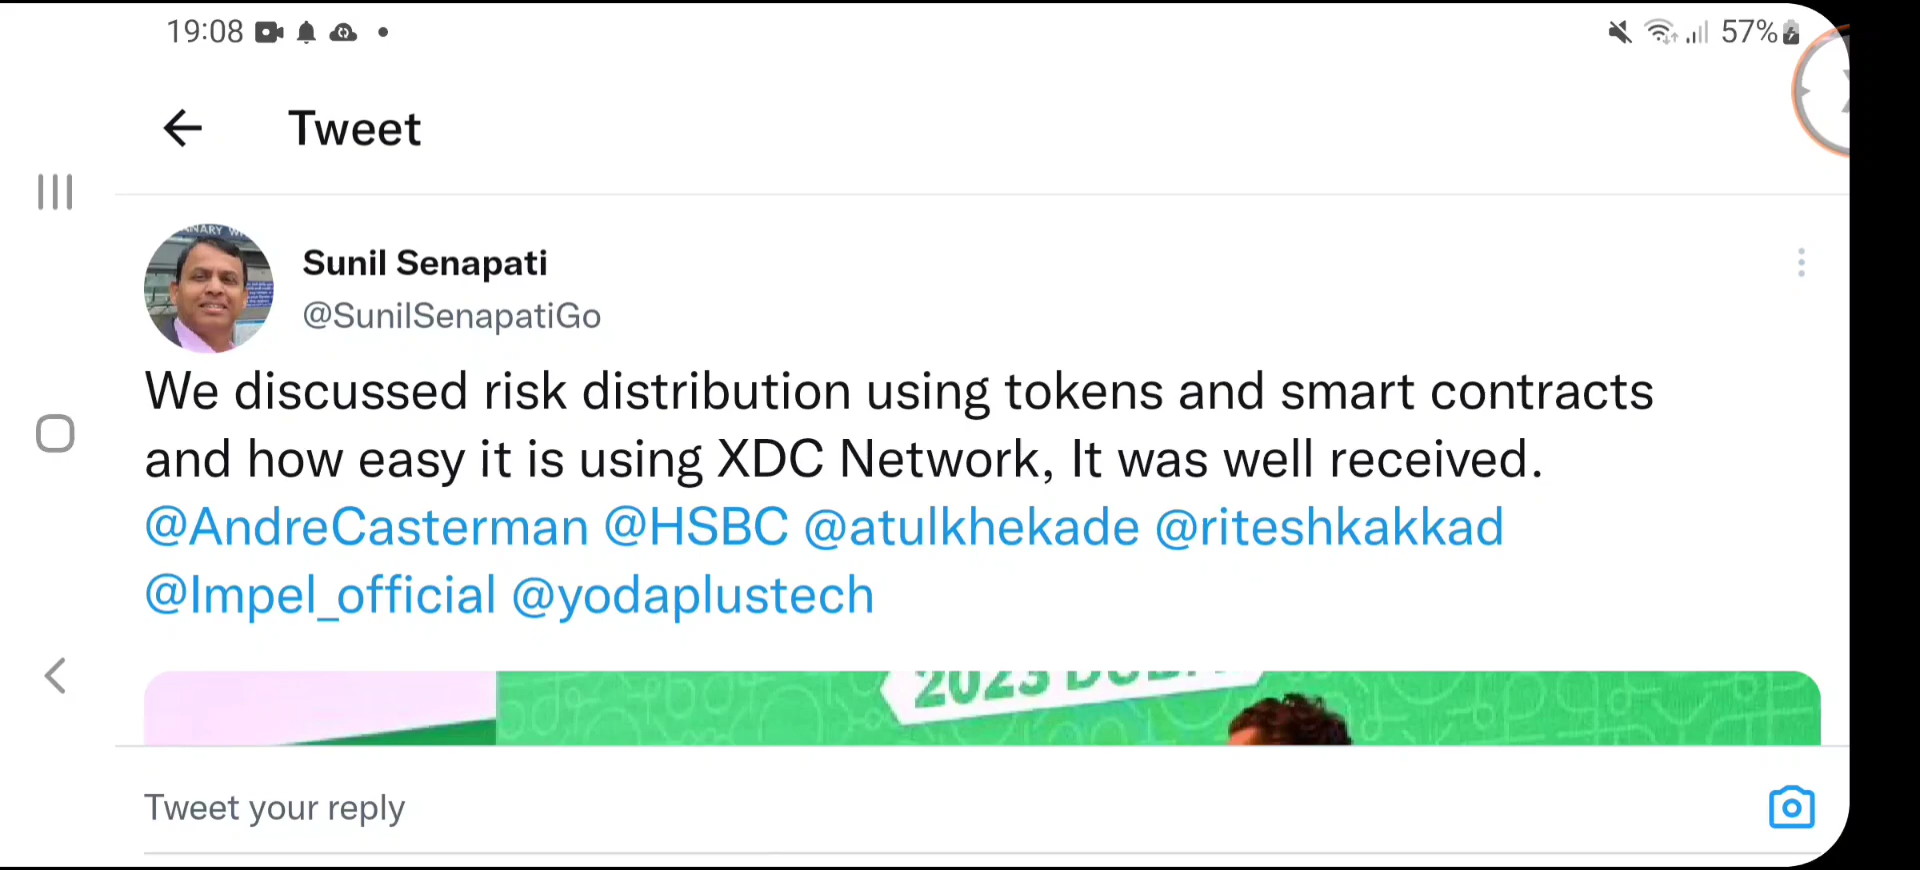 19:08
57%
Tweet
Sunil Senapati
@SunilSenapatiGo
We discussed risk distribution using tokens and smart contracts
and how easy it is using XDC Network, It was well received.
@AndreCasterman @HSBC @atulkhekade @riteshkakkad
@Impel_official @yodaplustech
2023
Tweet your reply